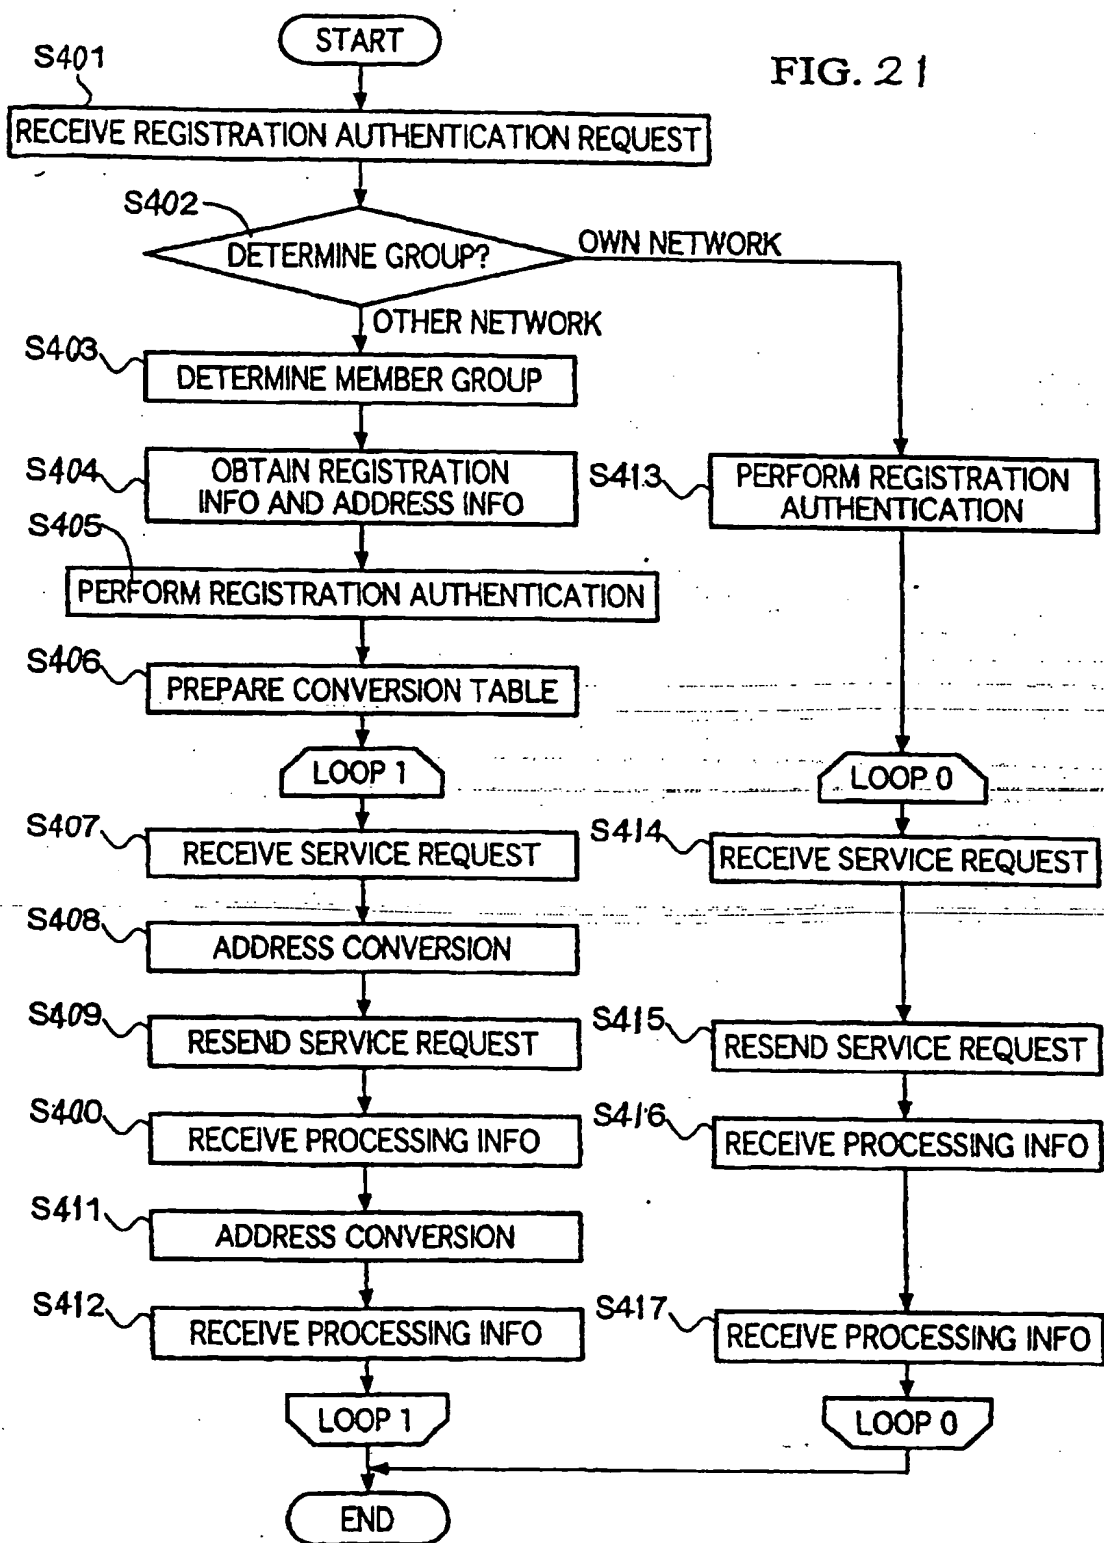 START
FIG. 21
S401
RECEIVE REGISTRATION AUTHENTICATION REQUEST
S402
DETERMINE GROUP?
OWN NETWORK
OTHER NETWORK
S403
DETERMINE MEMBER GROUP
S404
OBTAIN REGISTRATION
INFO AND ADDRESS INFO
S413
PERFORM REGISTRATION
AUTHENTICATION
S405
PERFORM REGISTRATION AUTHENTICATION
S406
PREPARE CONVERSION TABLE
LOOP 1
LOOP 0
S407
RECEIVE SERVICE REQUEST
S414
RECEIVE SERVICE REQUEST
S408
ADDRESS CONVERSION
S409
RESEND SERVICE REQUEST
S415
RESEND SERVICE REQUEST
S400
RECEIVE PROCESSING INFO
S416
RECEIVE PROCESSING INFO
S411
ADDRESS CONVERSION
S412
RECEIVE PROCESSING INFO
S417
RECEIVE PROCESSING INFO
LOOP 1
LOOP 0
END